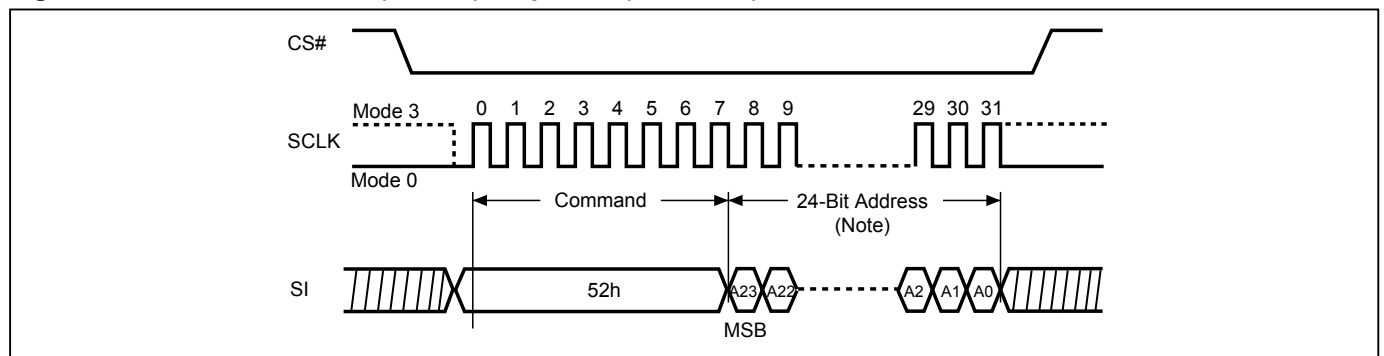 CS#
Mode 3
0 1 2 3 4 5 6 7 8 9 29 30 31
SCLK
Mode 0
Command
24-Bit Address
(Note)
SI
52h
A23 A22 A2 A1 A0
MSB